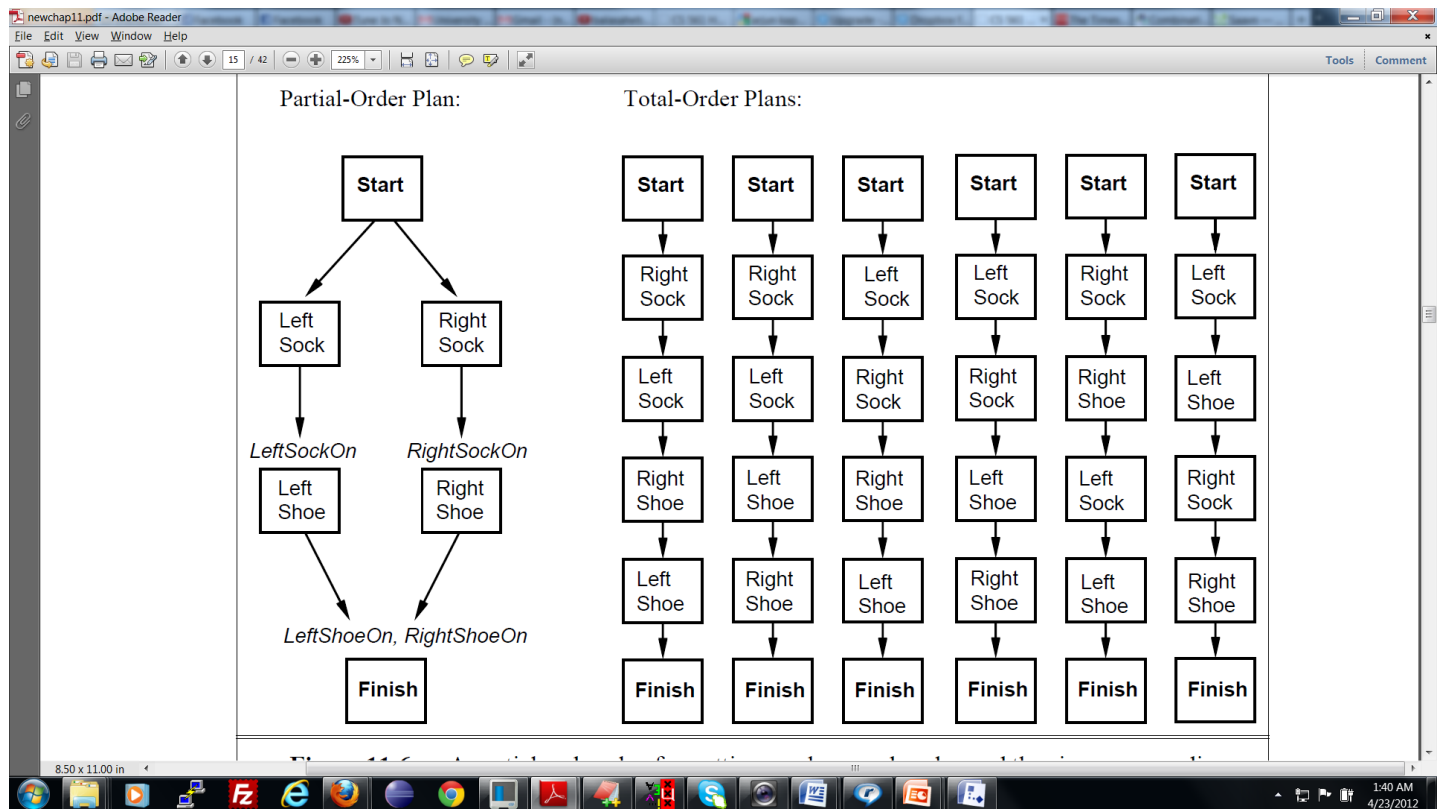 newchap11.pdf - Adobe Reader
File Edit View Window Help
15 / 42 225% Tools Comment
Partial-Order Plan: Total-Order Plans:
Start Start Start Start Start Start Start
Left Sock
Right Sock
LeftSockOn RightSockOn
Left Shoe
Right Shoe
LeftShoeOn, RightShoeOn
Finish
Right Sock
Left Sock
Right Shoe
Left Shoe
Finish
Right Sock
Left Sock
Left Shoe
Right Shoe
Finish
Left Sock
Right Sock
Right Shoe
Left Shoe
Finish
Left Sock
Right Sock
Left Shoe
Right Shoe
Finish
Right Sock
Right Shoe
Left Sock
Left Shoe
Finish
Left Sock
Left Shoe
Right Sock
Right Shoe
Finish
8.50 x 11.00 in
1:40 AM
4/23/2012